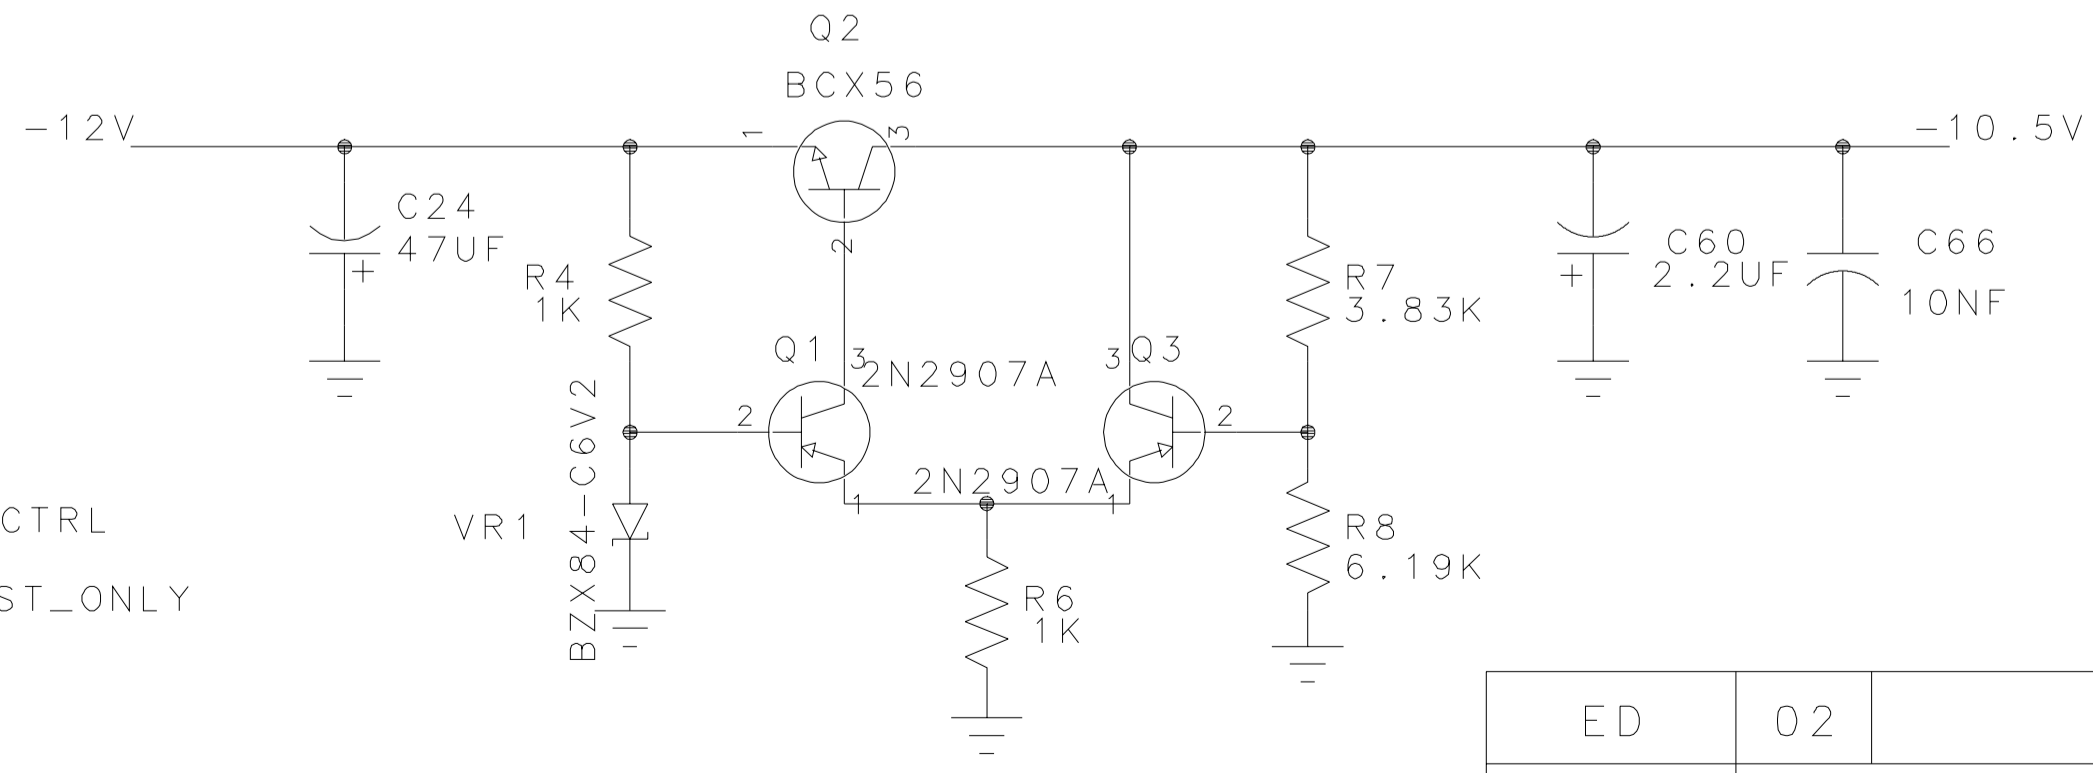 Q2
BCX56
-12V
1
3
-10.5V
2
C24
47UF
R4
1K
R7
3.83K
C60
2.2UF
C66
10NF
Q1
3
2N2907A
3
Q3
2
2
BZX84-C6V2
VR1
2N2907A
1
1
R8
6.19K
CTRL
ST_ONLY
R6
1K
ED
02
+
+